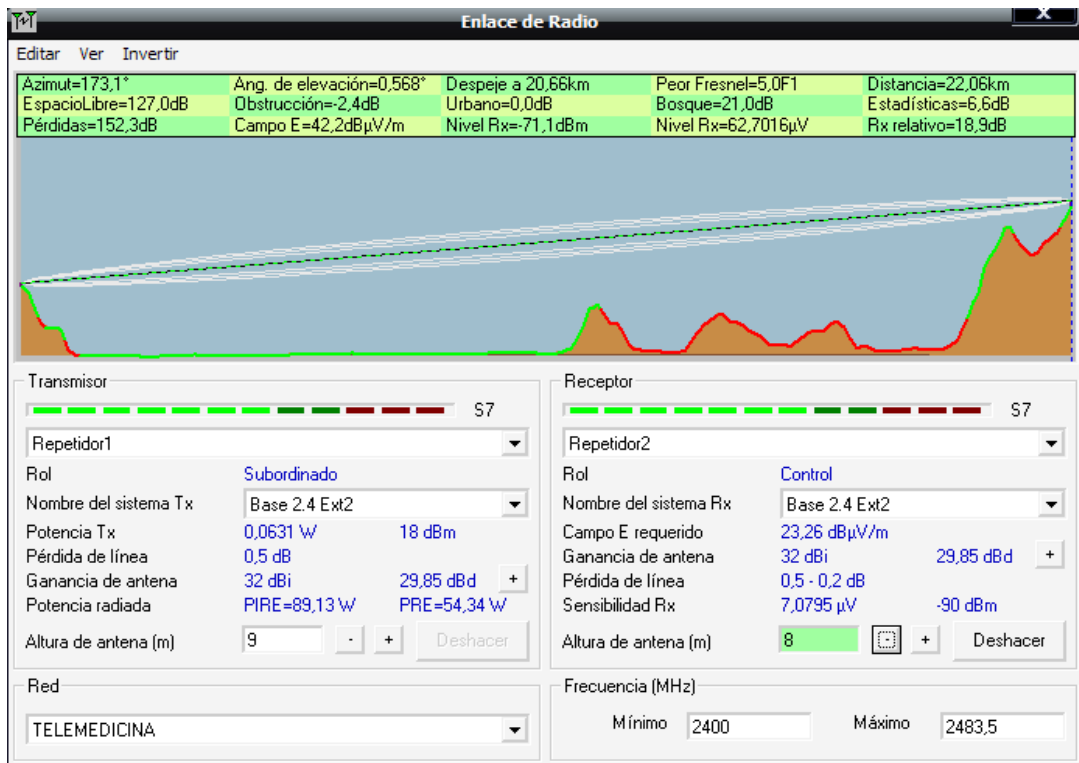 Enlace de Radio
X
Editar Ver Invertir
Azimut=173,1° Ang. de elevación=0,568° Despeje a 20,66km Peor Fresnel=5,0F1 Distancia=22,06km
EspacioLibre=127,0dB Obstrucción=-2,4dB Urbano=0,0dB Bosque=21,0dB Estadísticas=6,6dB
Pérdidas=152,3dB Campo E=42,2dBµV/m Nivel Rx=-71,1dBm Nivel Rx=62,7016µV Rx relativo=18,9dB
Transmisor
S7
Repetidor1
Rol Subordinado
Nombre del sistema Tx Base 2.4 Ext2
Potencia Tx 0,0631 W 18 dBm
Pérdida de línea 0,5 dB
Ganancia de antena 32 dBi 29,85 dBd +
Potencia radiada PIRE=89,13 W PRE=54,34 W
Altura de antena (m) 9 - + Deshacer
Red
TELEMEDICINA
Receptor
S7
Repetidor2
Rol Control
Nombre del sistema Rx Base 2.4 Ext2
Campo E requerido 23,26 dBµV/m
Ganancia de antena 32 dBi 29,85 dBd +
Pérdida de línea 0,5 - 0,2 dB
Sensibilidad Rx 7,0795 µV -90 dBm
Altura de antena (m) 8 - + Deshacer
Frecuencia (MHz)
Mínimo 2400 Máximo 2483,5